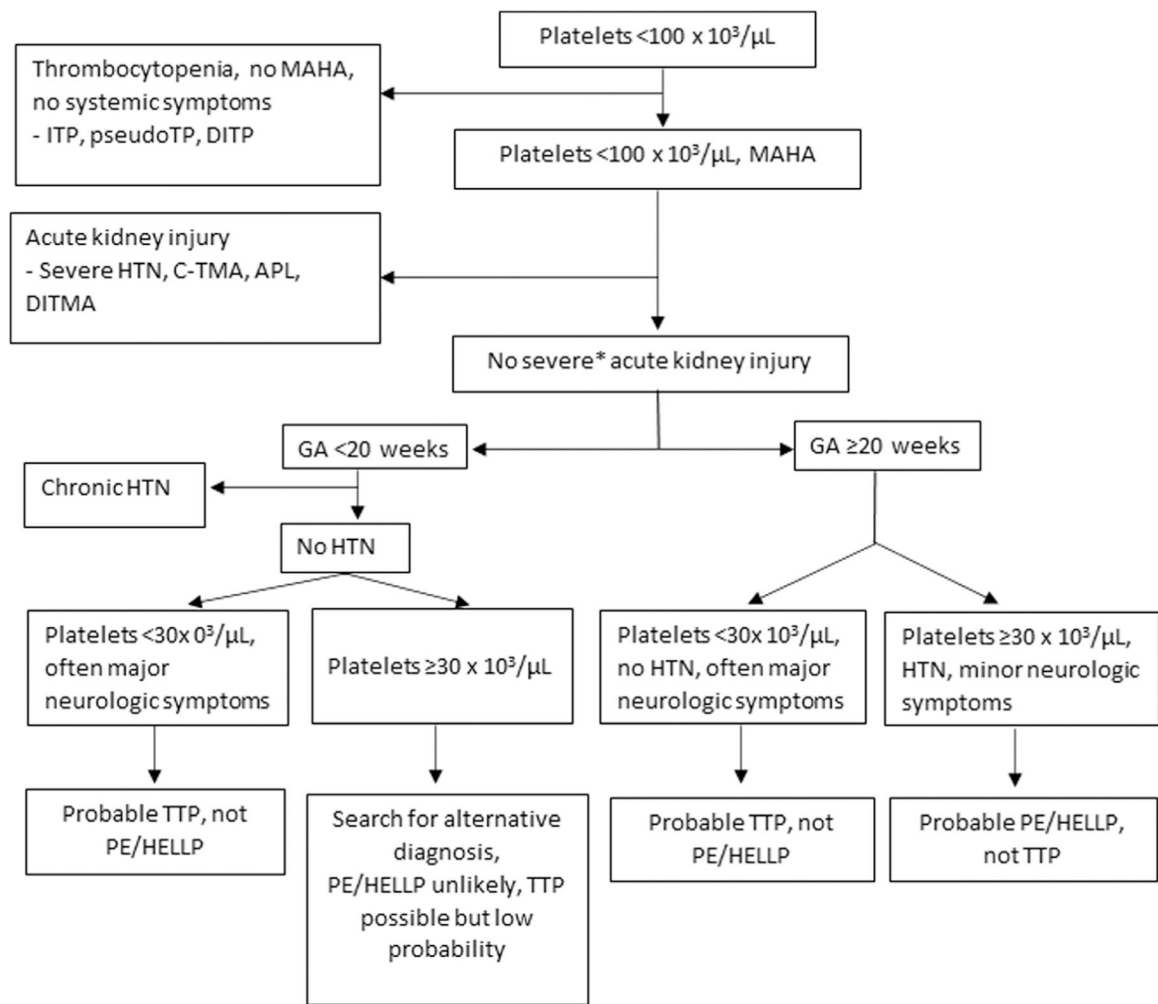 Platelets <100 x 10³/µL
Thrombocytopenia, no MAHA,
no systemic symptoms
- ITP, pseudoTP, DITP
Platelets <100 x 10³/µL, MAHA
Acute kidney injury
- Severe HTN, C-TMA, APL,
DITMA
No severe* acute kidney injury
GA <20 weeks
GA ≥20 weeks
Chronic HTN
No HTN
Platelets <30x 0³/µL,
often major
neurologic symptoms
Platelets ≥30 x 10³/µL
Platelets <30x 10³/µL,
no HTN, often major
neurologic symptoms
Platelets ≥30 x 10³/µL,
HTN, minor neurologic
symptoms
Probable TTP, not
PE/HELLP
Search for alternative
diagnosis,
PE/HELLP unlikely, TTP
possible but low
probability
Probable TTP, not
PE/HELLP
Probable PE/HELLP,
not TTP